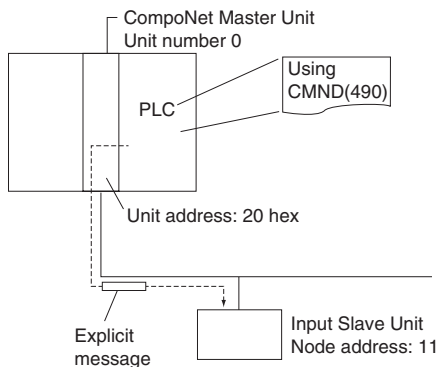 CompoNet Master Unit
Unit number 0
Using
CMND(490)
PLC
Unit address: 20 hex
Explicit
message
Input Slave Unit
Node address: 11